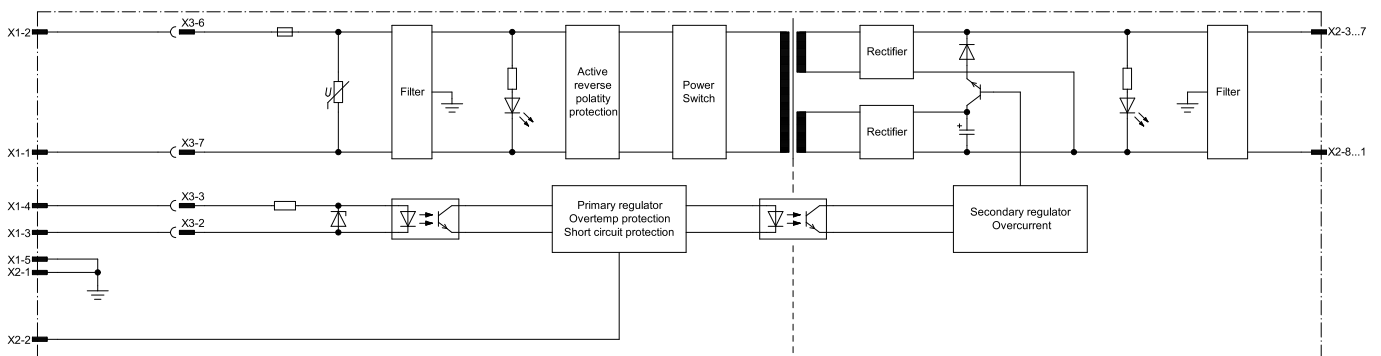 X1-2
X3-6
X2-3...7
U
Filter
Active
reverse
polatity
protection
Power
Switch
Rectifier
Rectifier
+
Filter
X1-1
X3-7
X2-8...1
X1-4
X3-3
X1-3
X3-2
Primary regulator
Overtemp protection
Short circuit protection
Secondary regulator
Overcurrent
X1-5
X2-1
X2-2